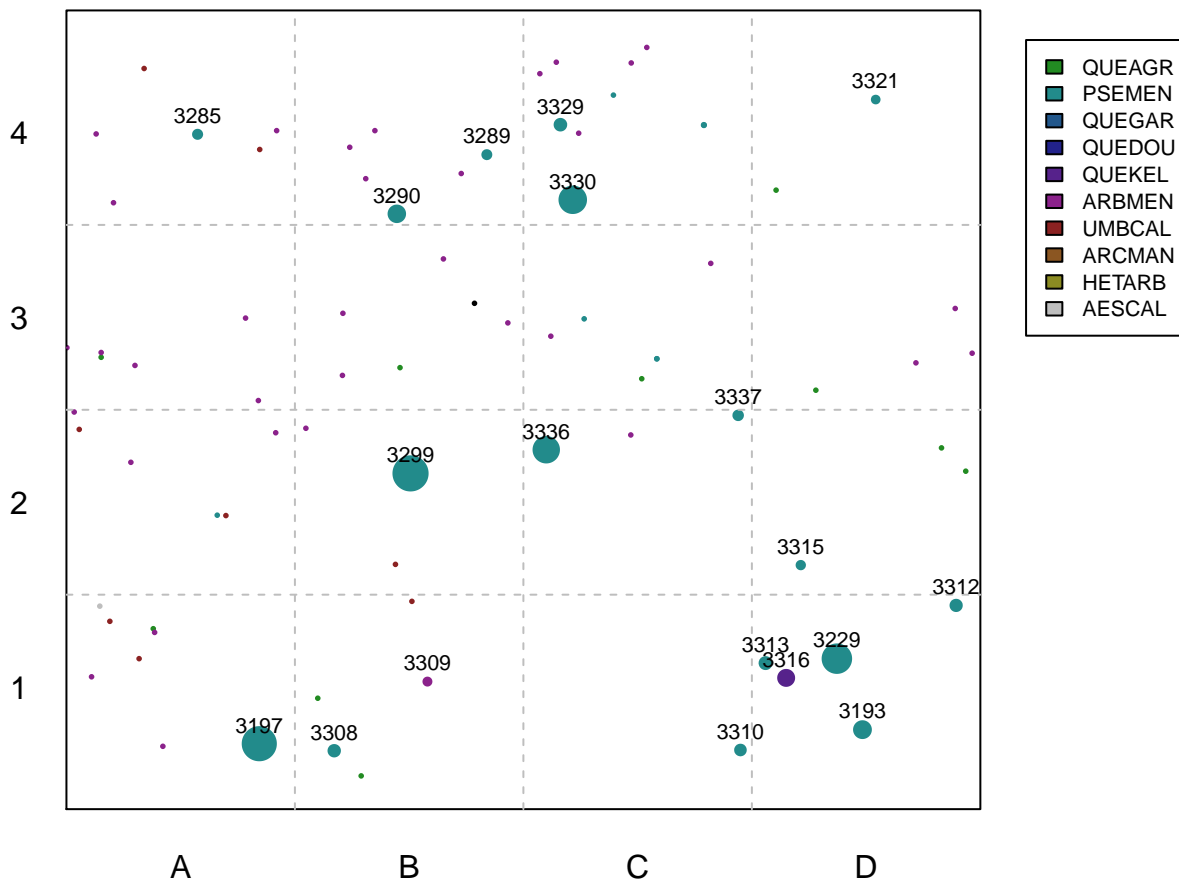 QUEAGR
PSEMEN
QUEGAR
QUEDOU
QUEKEL
ARBMEN
UMBCAL
ARCMAN
HETARB
AESCAL
4
3285
3289
3290
3329
3330
3321
3
3337
3336
3299
2
3315
3312
1
3313
3316
3229
3309
3193
3197
3308
3310
A B C D